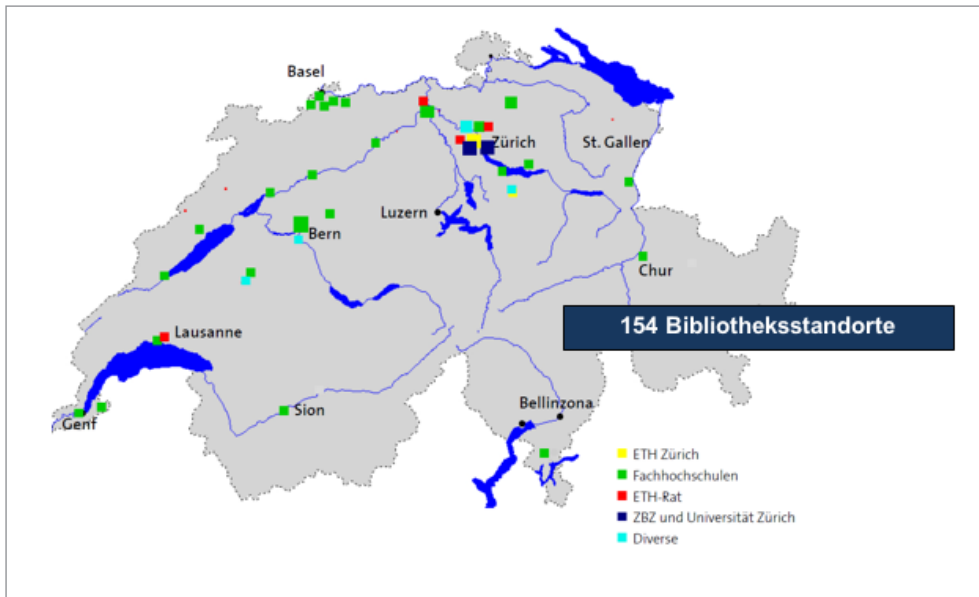 Basel
Zürich
St. Gallen
Luzern
Bern
Chur
154 Bibliotheksstandorte
Lausanne
Sion
Bellinzona
Genf
ETH Zürich
Fachhochschulen
ETH-Rat
ZBZ und Universität Zürich
Diverse